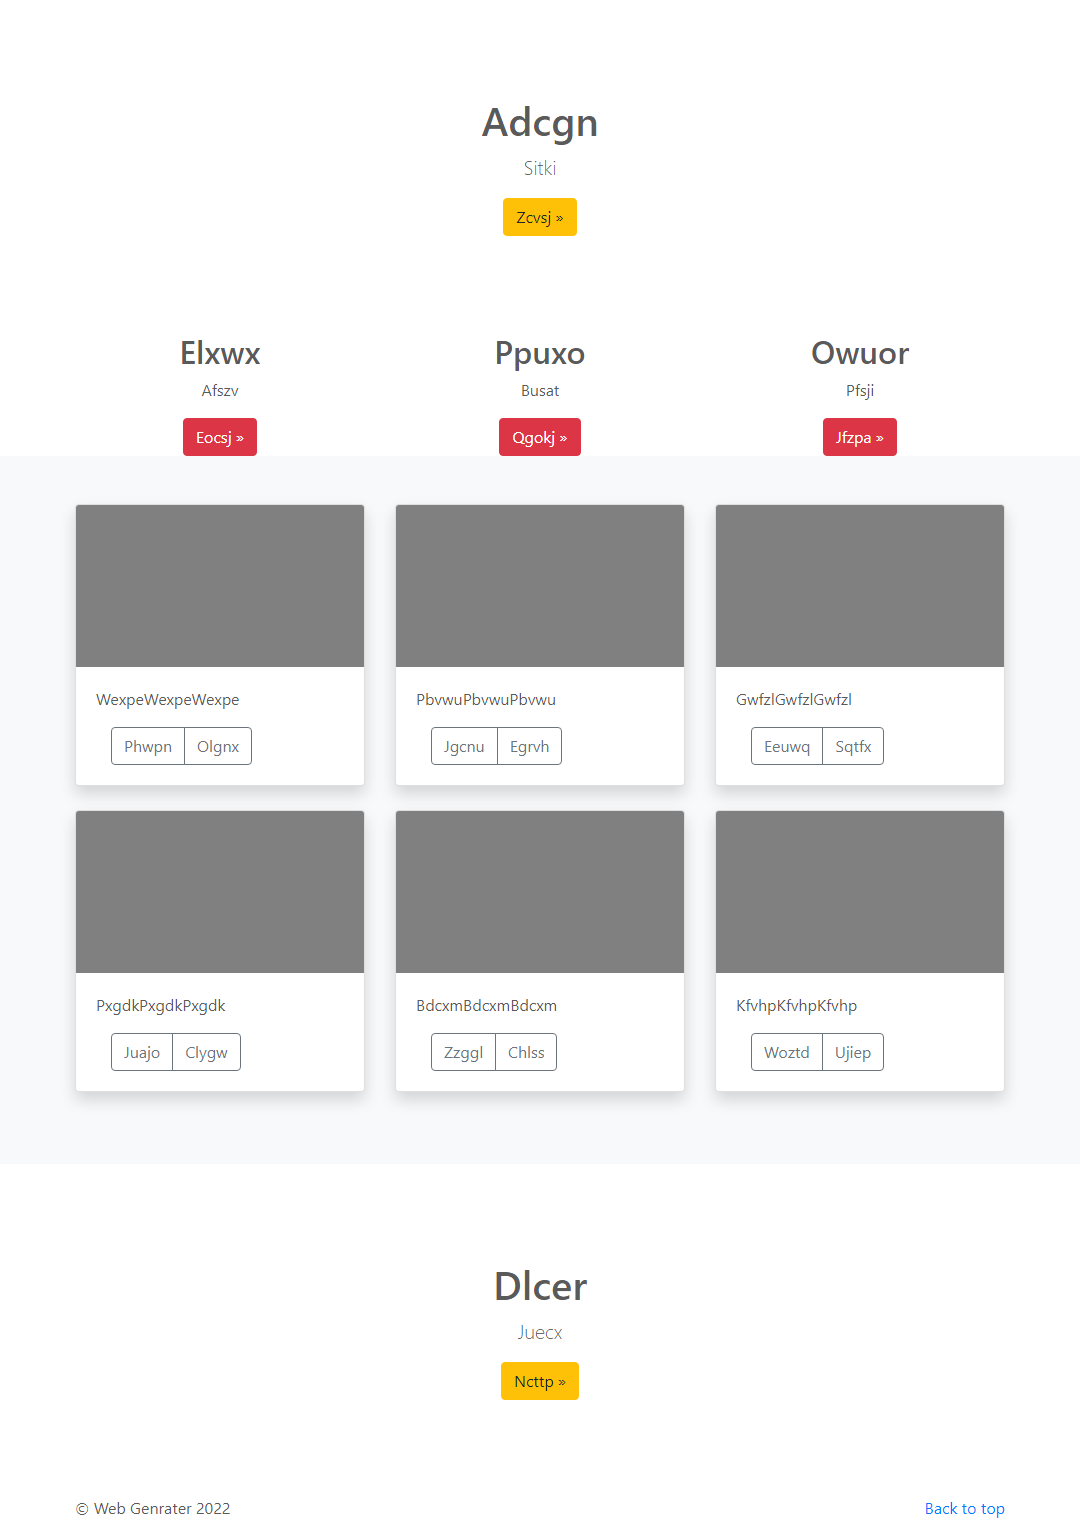 Adcgn
Sitki
Zcvsj »
Elxwx
Afszv
Eocsj »
Ppuxo
Busat
Qgokj »
Owuor
Pfsji
Jfzpa »
WexpeWexpeWexpe
Phwpn Olgnx
PbvwuPbvwuPbvwu
Jgcnu Egrvh
GwfzlGwfzlGwfzl
Eeuwq Sqtfx
PxgdkPxgdkPxgdk
Juajo Clygw
BdcxmBdcxmBdcxm
Zzggl Chlss
KfvhpKfvhpKfvhp
Woztd Ujiep
Dlcer
Juecx
Ncttp »
© Web Genrater 2022
Back to top